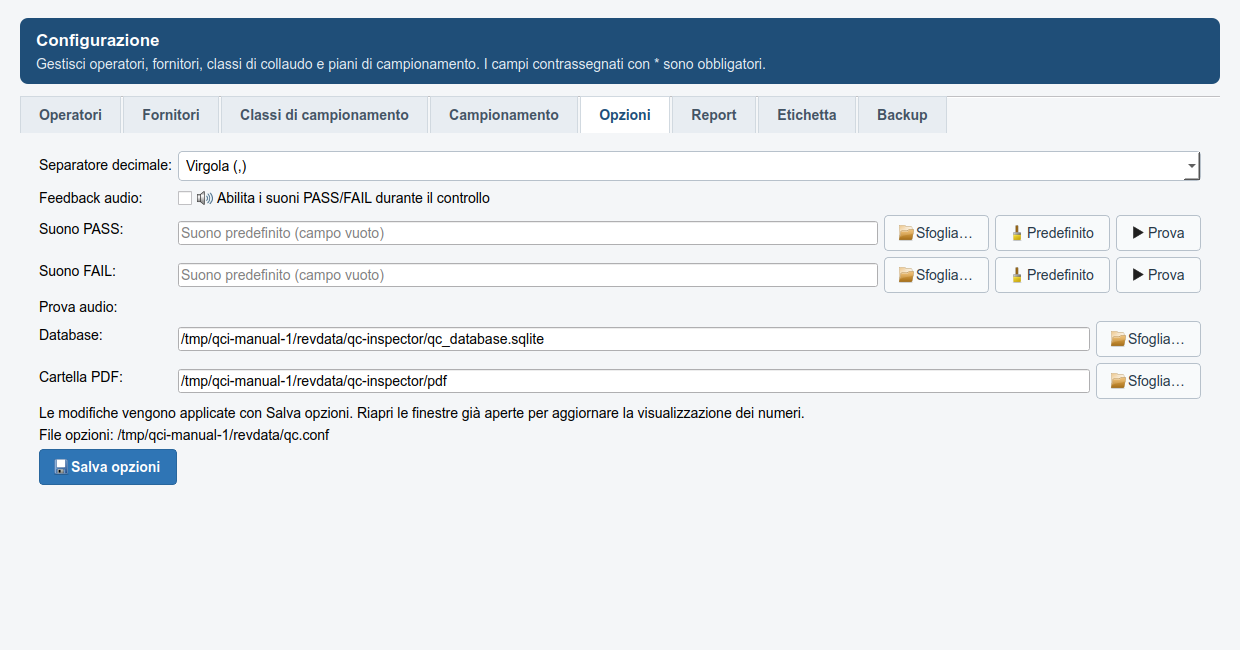 Configurazione
Gestisci operatori, fornitori, classi di collaudo e piani di campionamento. I campi contrassegnati con * sono obbligatori.
Operatori Fornitori Classi di campionamento Campionamento Opzioni Report Etichetta Backup
Separatore decimale: Virgola (,)
Feedback audio: Abilita i suoni PASS/FAIL durante il controllo
Suono PASS: Suono predefinito (campo vuoto) Sfoglia... Predefinito Prova
Suono FAIL: Suono predefinito (campo vuoto) Sfoglia... Predefinito Prova
Prova audio:
Database: /tmp/qci-manual-1/revdata/qc-inspector/qc_database.sqlite Sfoglia...
Cartella PDF: /tmp/qci-manual-1/revdata/qc-inspector/pdf Sfoglia...
Le modifiche vengono applicate con Salva opzioni. Riapri le finestre già aperte per aggiornare la visualizzazione dei numeri.
File opzioni: /tmp/qci-manual-1/revdata/qc.conf
Salva opzioni